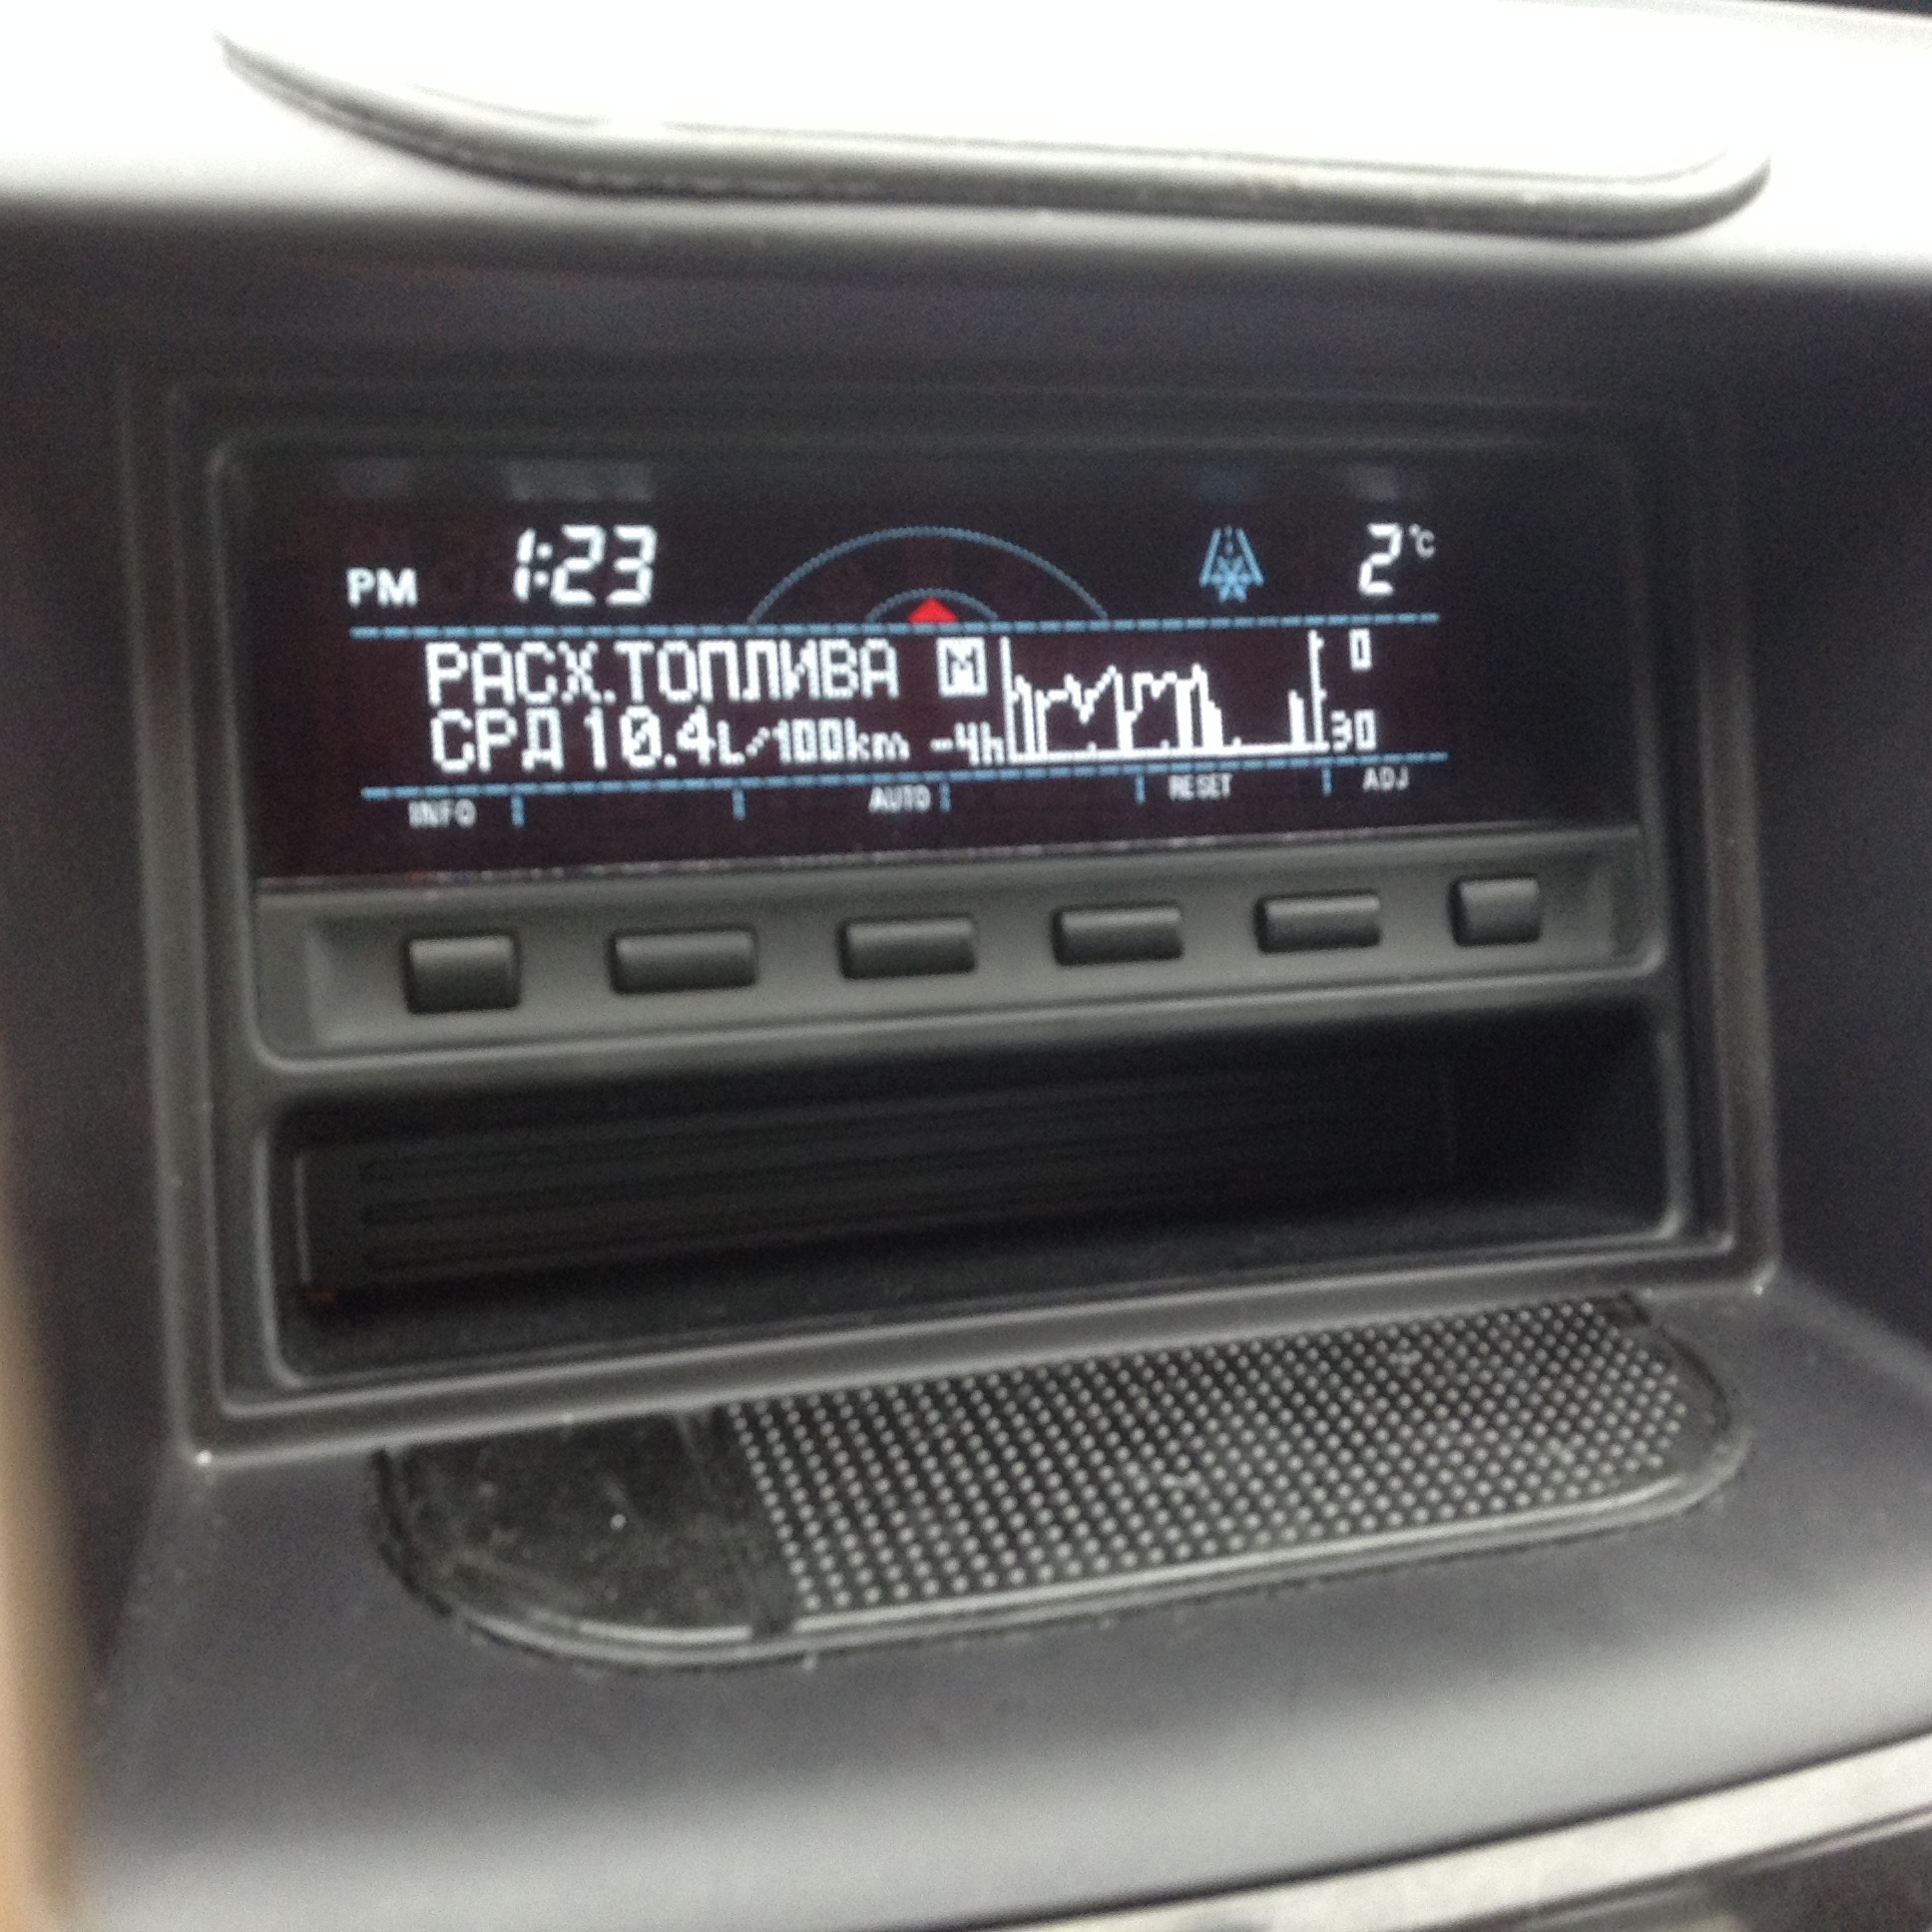 PM 1:23 2°C
РАСХ.ТОПЛИВА M 0
СРД 10.4L/100km -4h 30
INFO AUTO RESET ADJ